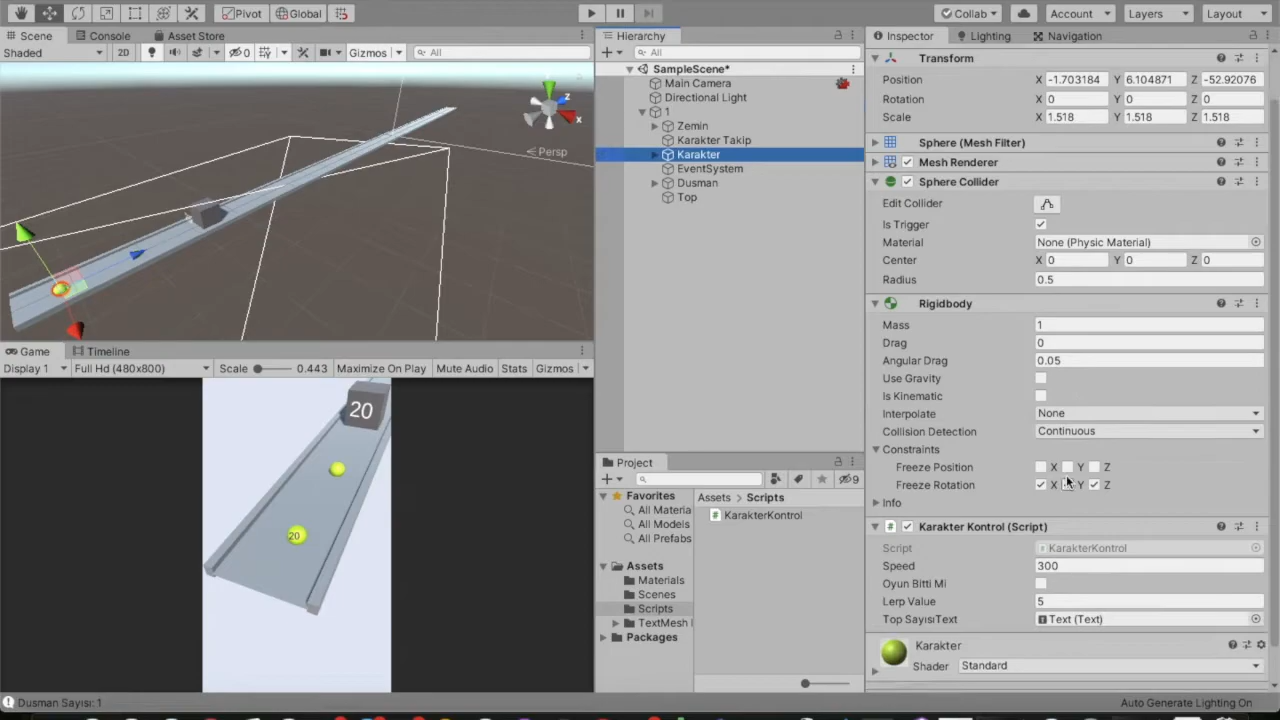 Pivot Global Collab Account Layers Layout
Scene Console Asset Store
Shaded 2D 0 Gizmos All
Persp
x
z
Game Timeline
Display 1 Full Hd (480x800) Scale 0.443 Maximize On Play Mute Audio Stats Gizmos
20
20
Hierarchy
All
SampleScene*
Main Camera
Directional Light
1
Zemin
Karakter Takip
Karakter
EventSystem
Dusman
Top
Project
9
Favorites
All Materia
All Models
All Prefabs
Assets
Materials
Scenes
Scripts
TextMesh
Packages
Assets > Scripts
KarakterKontrol
Inspector Lighting Navigation
Transform
Position X -1.703184 Y 6.104871 Z -52.92076
Rotation X 0 Y 0 Z 0
Scale X 1.518 Y 1.518 Z 1.518
Sphere (Mesh Filter)
Mesh Renderer
Sphere Collider
Edit Collider
Is Trigger
Material None (Physic Material)
Center X 0 Y 0 Z 0
Radius 0.5
Rigidbody
Mass 1
Drag 0
Angular Drag 0.05
Use Gravity
Is Kinematic
Interpolate None
Collision Detection Continuous
Constraints
Freeze Position X Y Z
Freeze Rotation X Y Z
Info
Karakter Kontrol (Script)
Script KarakterKontrol
Speed 300
Oyun Bitti Mi
Lerp Value 5
Top SayısıText Text (Text)
Karakter
Shader Standard
Dusman Sayisi: 1
Auto Generate Lighting On